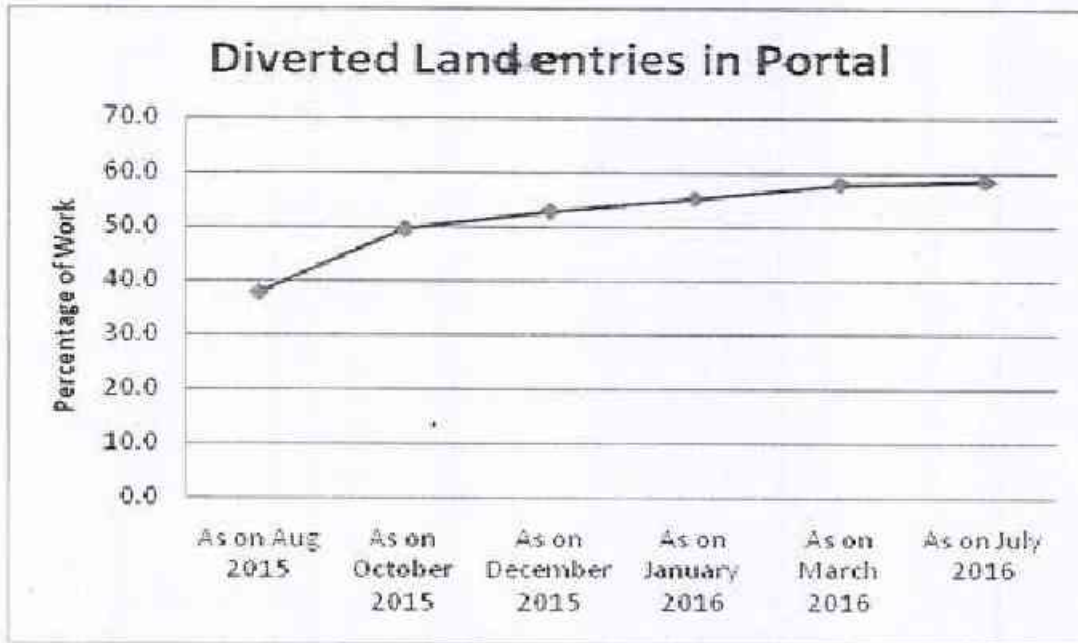 Diverted Land entries in Portal
70.0
60.0
50.0
40.0
30.0
20.0
10.0
0.0
Percentage of Work
As on Aug
2015
As on
October
2015
As on
December
2015
As on
January
2016
As on
March
2016
As on July
2016